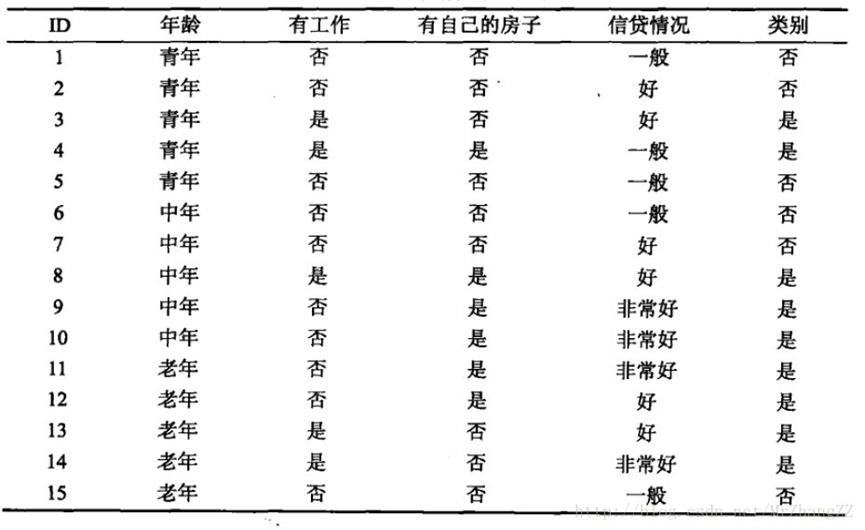 ID 年龄 有工作 有自己的房子 信贷情况 类别
1 青年 否 否 一般 否
2 青年 否 否 好 否
3 青年 是 否 好 是
4 青年 是 是 一般 是
5 青年 否 否 一般 否
6 中年 否 否 一般 否
7 中年 否 否 好 否
8 中年 是 是 好 是
9 中年 否 是 非常好 是
10 中年 否 是 非常好 是
11 老年 否 是 非常好 是
12 老年 否 是 好 是
13 老年 是 否 好 是
14 老年 是 否 非常好 是
15 老年 否 否 一般 否